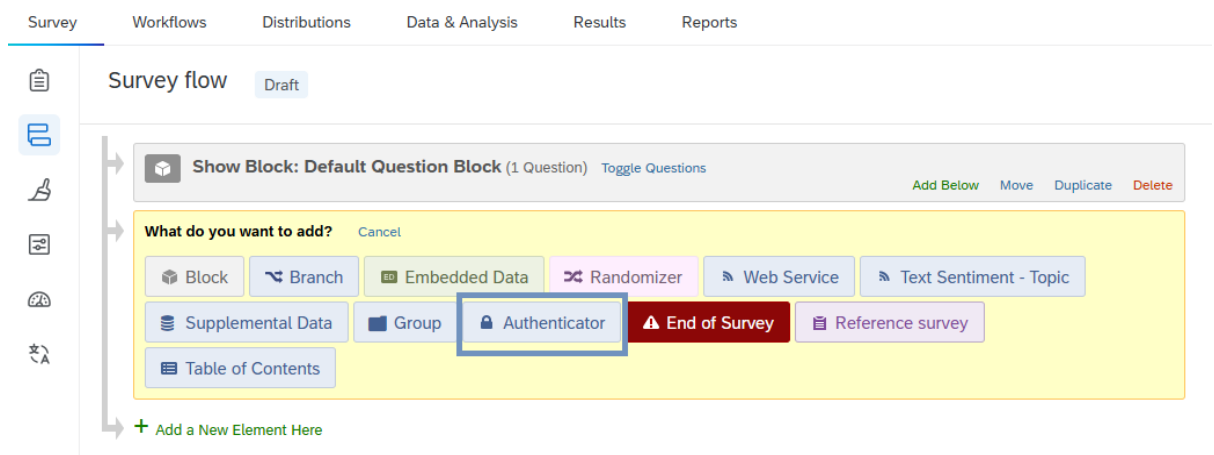 Survey Workflows Distributions Data & Analysis Results Reports
Survey flow Draft
Show Block: Default Question Block (1 Question) Toggle Questions
Add Below Move Duplicate Delete
What do you want to add? Cancel
Block Branch ED Embedded Data Randomizer Web Service Text Sentiment - Topic
Supplemental Data Group Authenticator End of Survey Reference survey
Table of Contents
+ Add a New Element Here